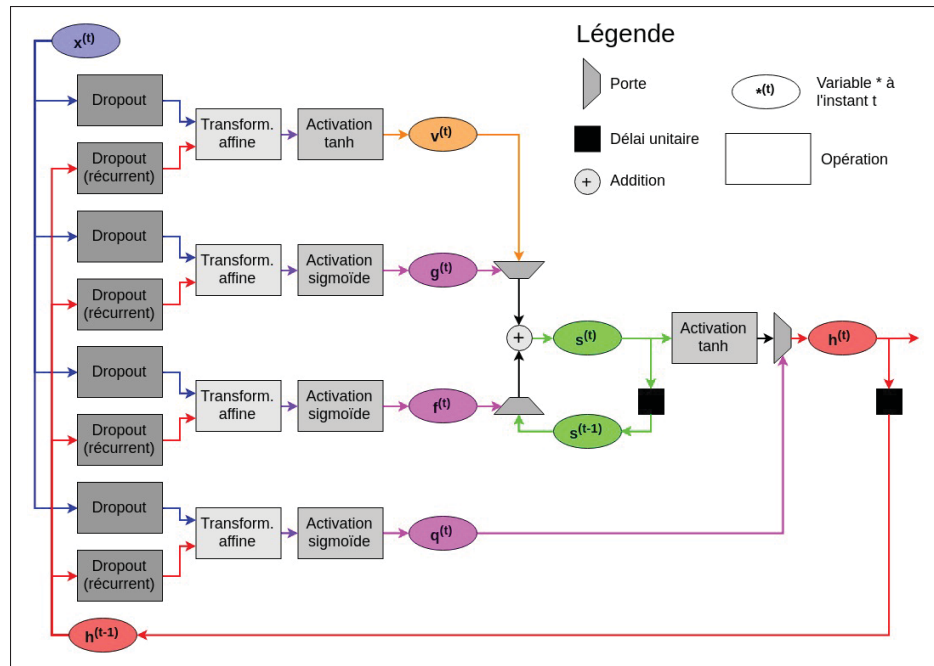 x(t)
Légende
Porte
*(t)
Variable * à
l'instant t
Délai unitaire
Opération
+
Addition
Dropout
Dropout
(récurrent)
Transform.
affine
Activation
tanh
v(t)
Dropout
Dropout
(récurrent)
Transform.
affine
Activation
sigmoïde
g(t)
+
s(t)
Activation
tanh
h(t)
Dropout
Dropout
(récurrent)
Transform.
affine
Activation
sigmoïde
f(t)
s(t-1)
Dropout
Dropout
(récurrent)
Transform.
affine
Activation
sigmoïde
q(t)
h(t-1)